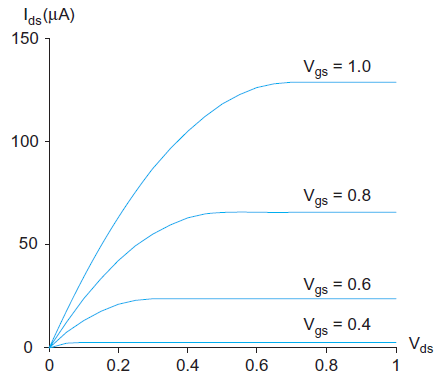 Ids(μA)
150
Vgs = 1.0
100
Vgs = 0.8
50
Vgs = 0.6
Vgs = 0.4
0
Vds
0 0.2 0.4 0.6 0.8 1